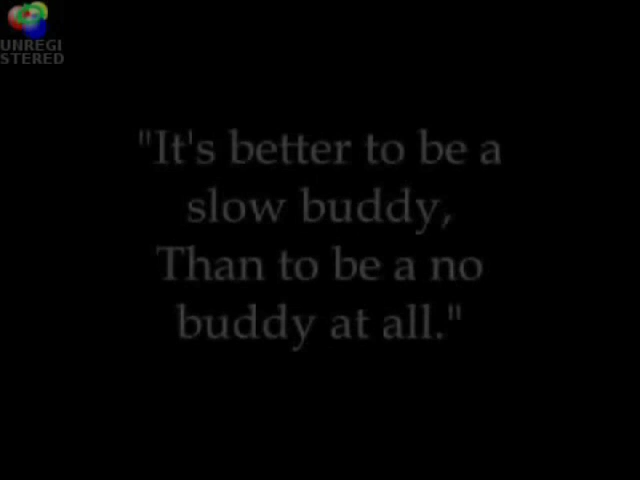 UNREGI
STERED
"It's better to be a
slow buddy,
Than to be a no
buddy at all."